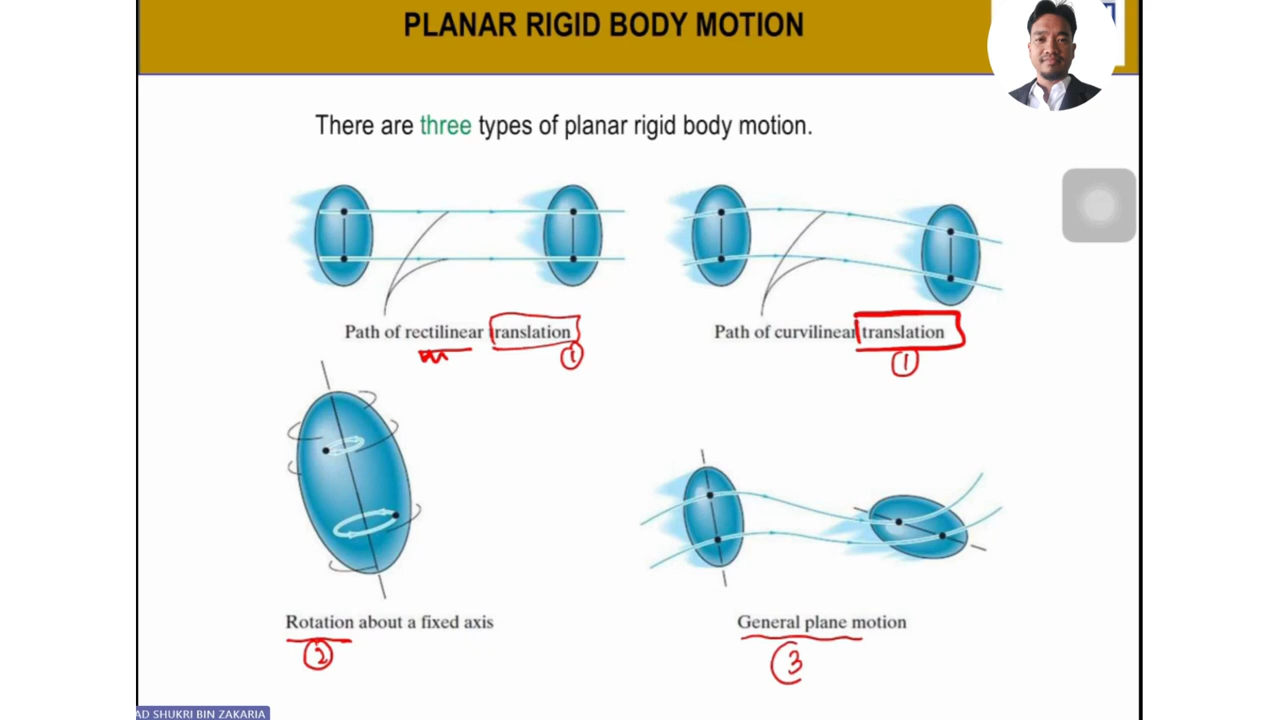 PLANAR RIGID BODY MOTION
There are three types of planar rigid body motion.
Path of rectilinear translation
Path of curvilinear translation
1
1
Rotation about a fixed axis
General plane motion
2
3
AD SHUKRI BIN ZAKARIA